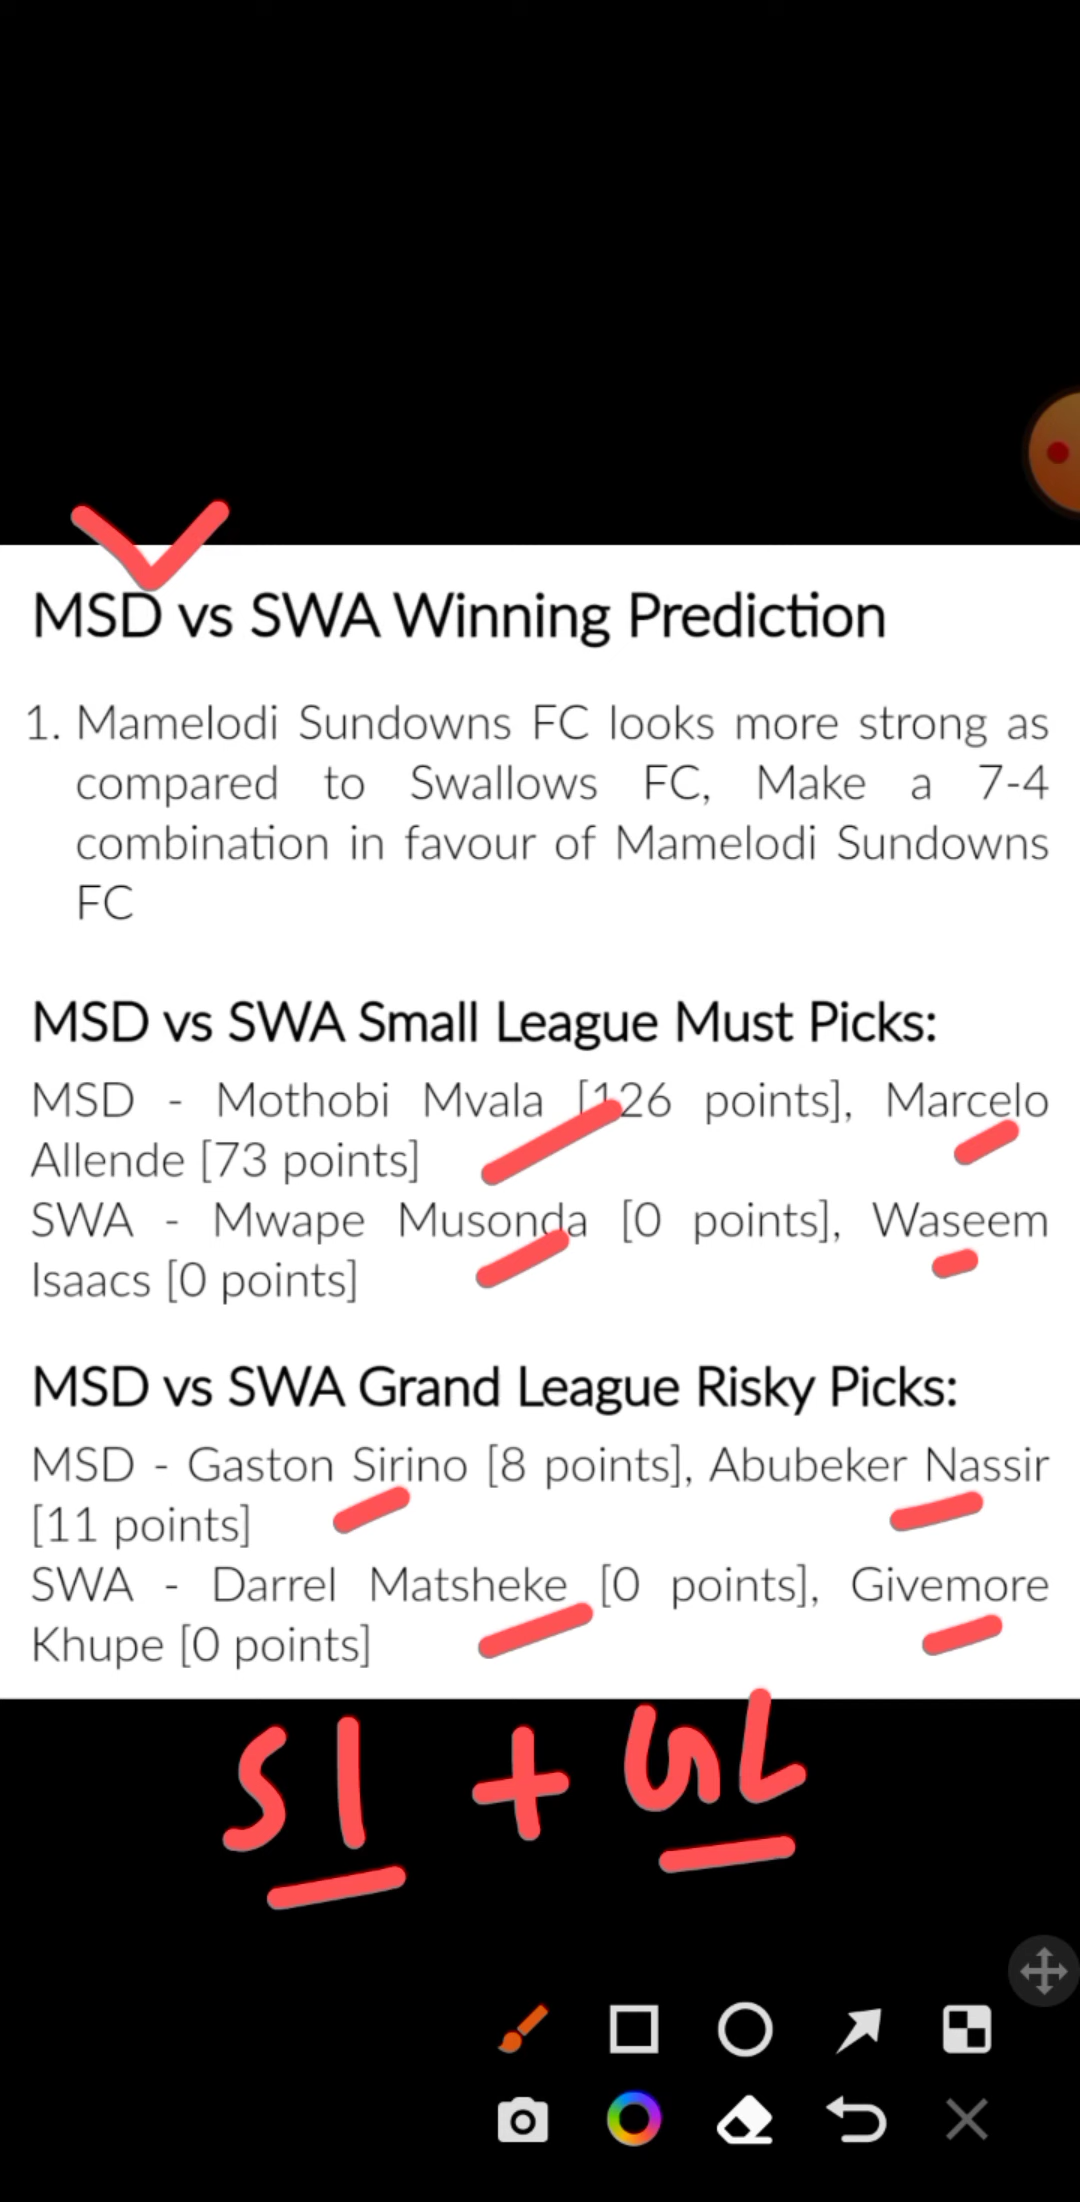 MSD vs SWA Winning Prediction
1. Mamelodi Sundowns FC looks more strong as
compared to Swallows FC, Make a 7-4
combination in favour of Mamelodi Sundowns
FC
MSD vs SWA Small League Must Picks:
MSD - Mothobi Mvala [126 points], Marcelo
Allende [73 points]
SWA - Mwape Musonda [0 points], Waseem
Isaacs [0 points]
MSD vs SWA Grand League Risky Picks:
MSD - Gaston Sirino [8 points], Abubeker Nassir
[11 points]
SWA - Darrel Matsheke [0 points], Givemore
Khupe [0 points]
Sl + GL